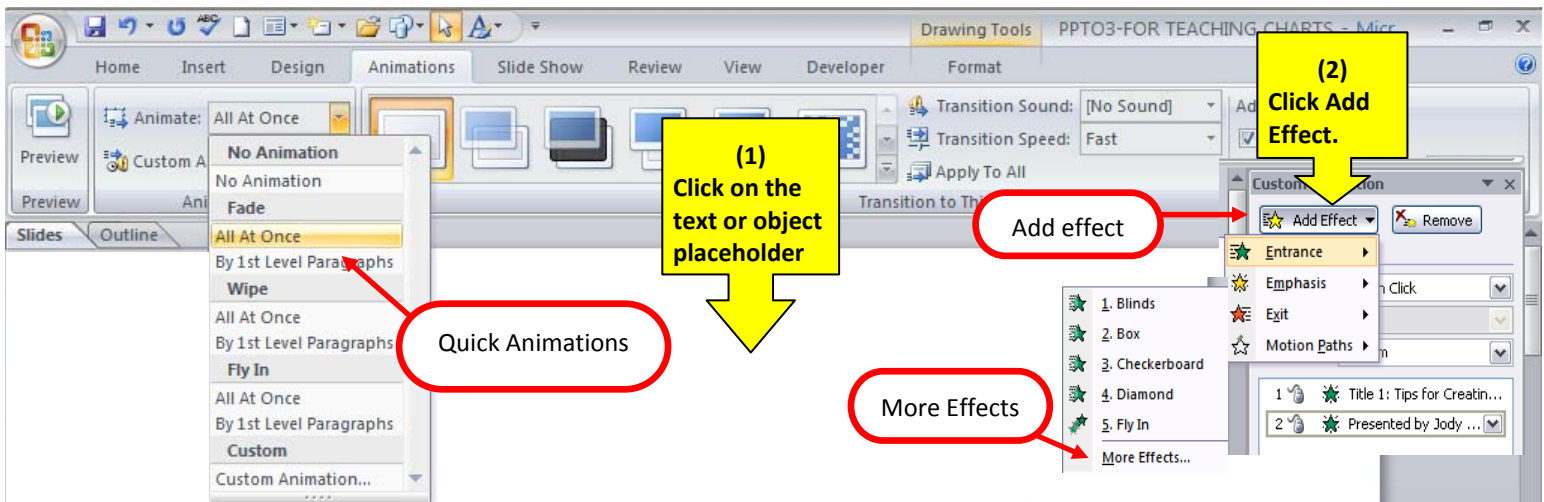 ABC
Drawing Tools
PPTO3-FOR TEACHING CHARTS - Micr
Home Insert Design Animations Slide Show Review View Developer Format
Preview
Preview
Animate: All At Once
Custom A
Ani
No Animation
No Animation
Fade
All At Once
By 1st Level Paragraphs
Wipe
All At Once
By 1st Level Paragraphs
Fly In
All At Once
By 1st Level Paragraphs
Custom
Custom Animation...
Transition Sound: [No Sound]
Transition Speed: Fast
Apply To All
Slides Outline
Quick Animations
(1)
Click on the
text or object
placeholder
(2)
Click Add
Effect.
Add effect
Add Effect
Remove
Entrance
Emphasis
Exit
Motion Paths
Click
1. Blinds
2. Box
3. Checkerboard
4. Diamond
5. Fly In
More Effects...
More Effects
1 Title 1: Tips for Creatin...
2 Presented by Jody ...